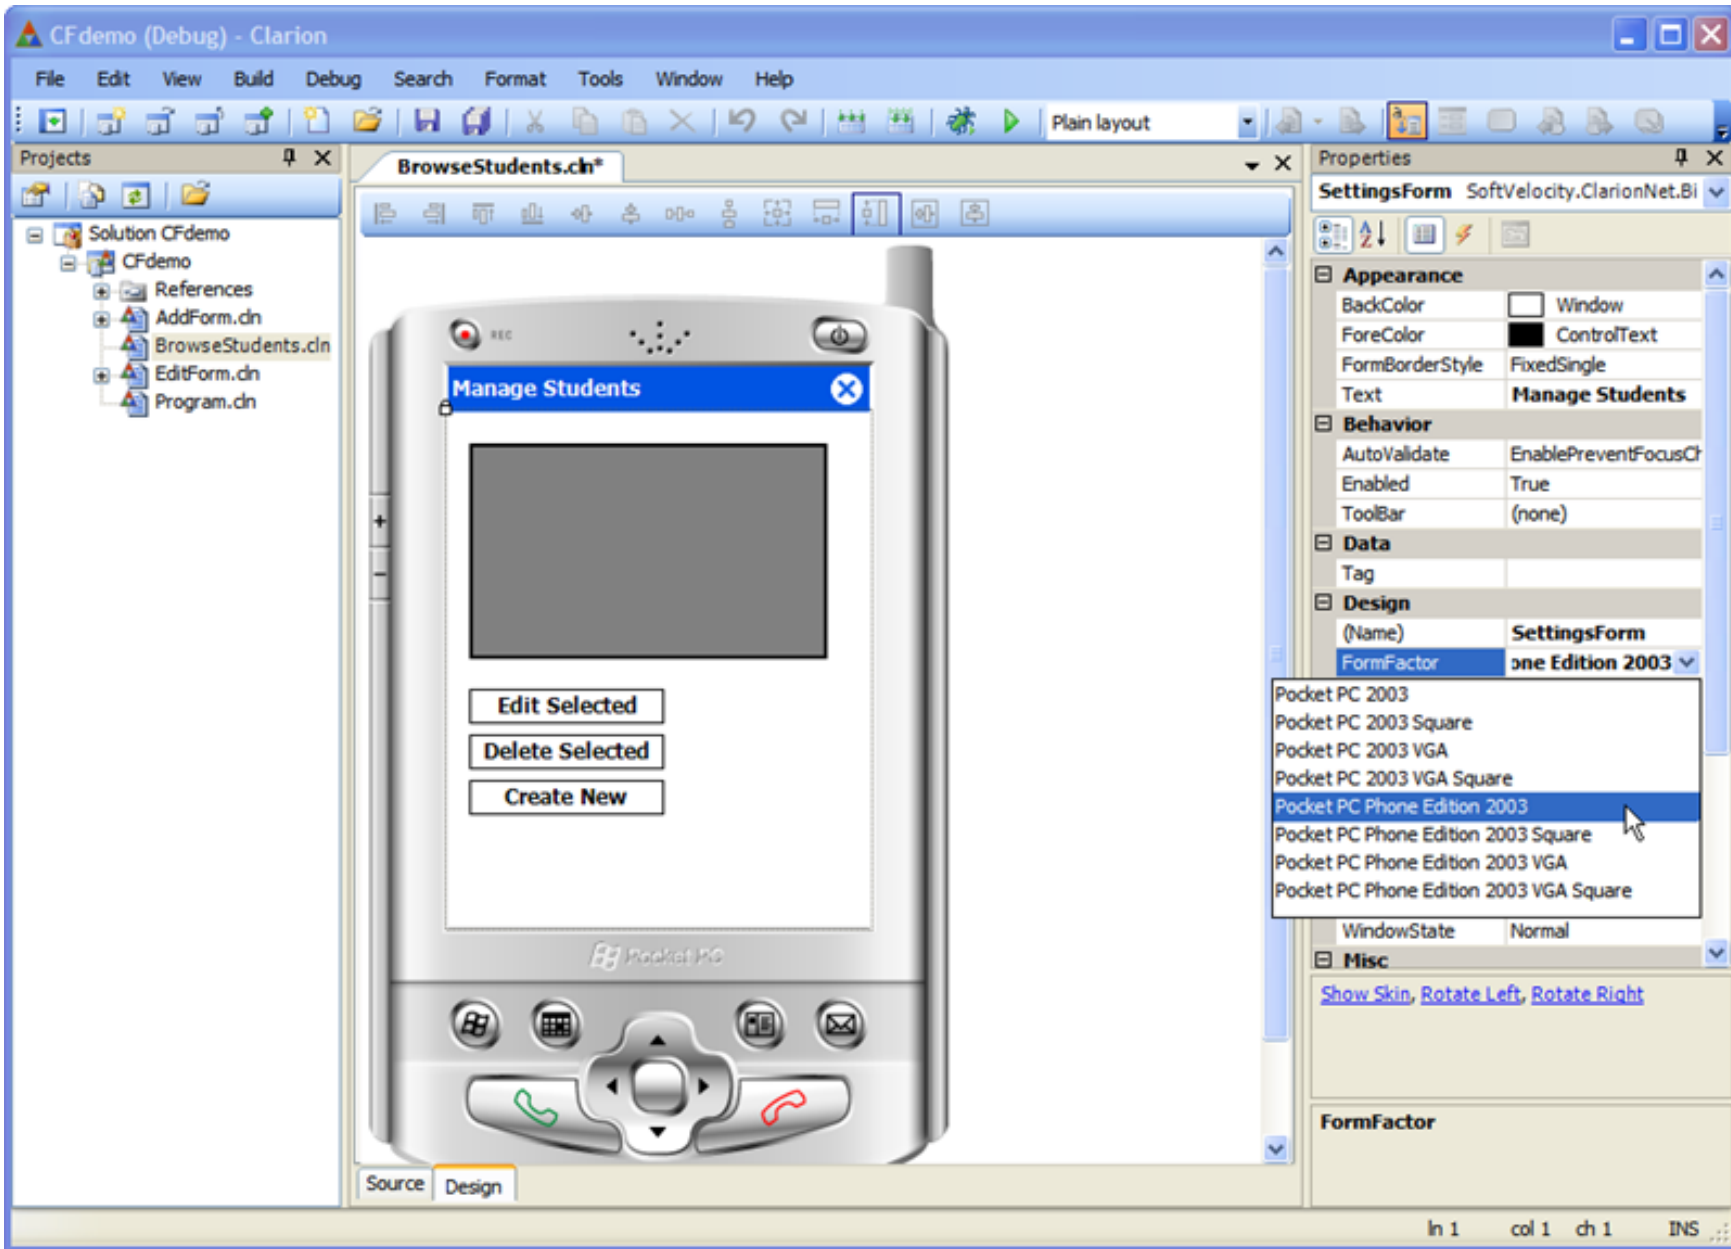 CFdemo (Debug) - Clarion
File Edit View Build Debug Search Format Tools Window Help
Plain layout
Projects
Solution CFdemo
CFdemo
References
AddForm.cln
BrowseStudents.cln
EditForm.cln
Program.cln
BrowseStudents.cln*
REC
Manage Students
Edit Selected
Delete Selected
Create New
Pocket PC
Source Design
Properties
SettingsForm SoftVelocity.ClarionNet.Bi
Appearance
BackColor Window
ForeColor ControlText
FormBorderStyle FixedSingle
Text Manage Students
Behavior
AutoValidate EnablePreventFocusCh
Enabled True
ToolBar (none)
Data
Tag
Design
(Name) SettingsForm
FormFactor one Edition 2003
Pocket PC 2003
Pocket PC 2003 Square
Pocket PC 2003 VGA
Pocket PC 2003 VGA Square
Pocket PC Phone Edition 2003
Pocket PC Phone Edition 2003 Square
Pocket PC Phone Edition 2003 VGA
Pocket PC Phone Edition 2003 VGA Square
WindowState Normal
Misc
Show Skin, Rotate Left, Rotate Right
FormFactor
ln 1 col 1 ch 1 INS